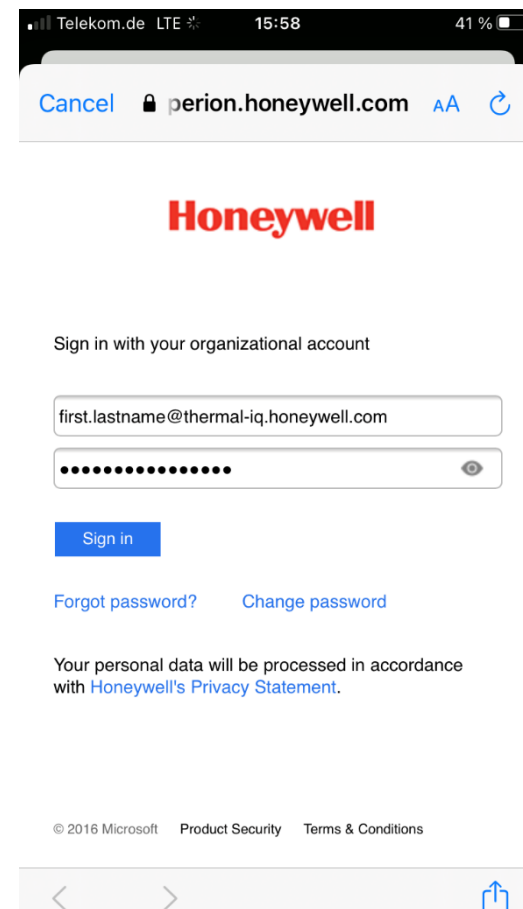 Telekom.de LTE 15:58 41 %
Cancel perion.honeywell.com AA
Honeywell
Sign in with your organizational account
first.lastname@thermal-iq.honeywell.com
••••••••••••••••
Sign in
Forgot password? Change password
Your personal data will be processed in accordance
with Honeywell's Privacy Statement.
© 2016 Microsoft Product Security Terms & Conditions